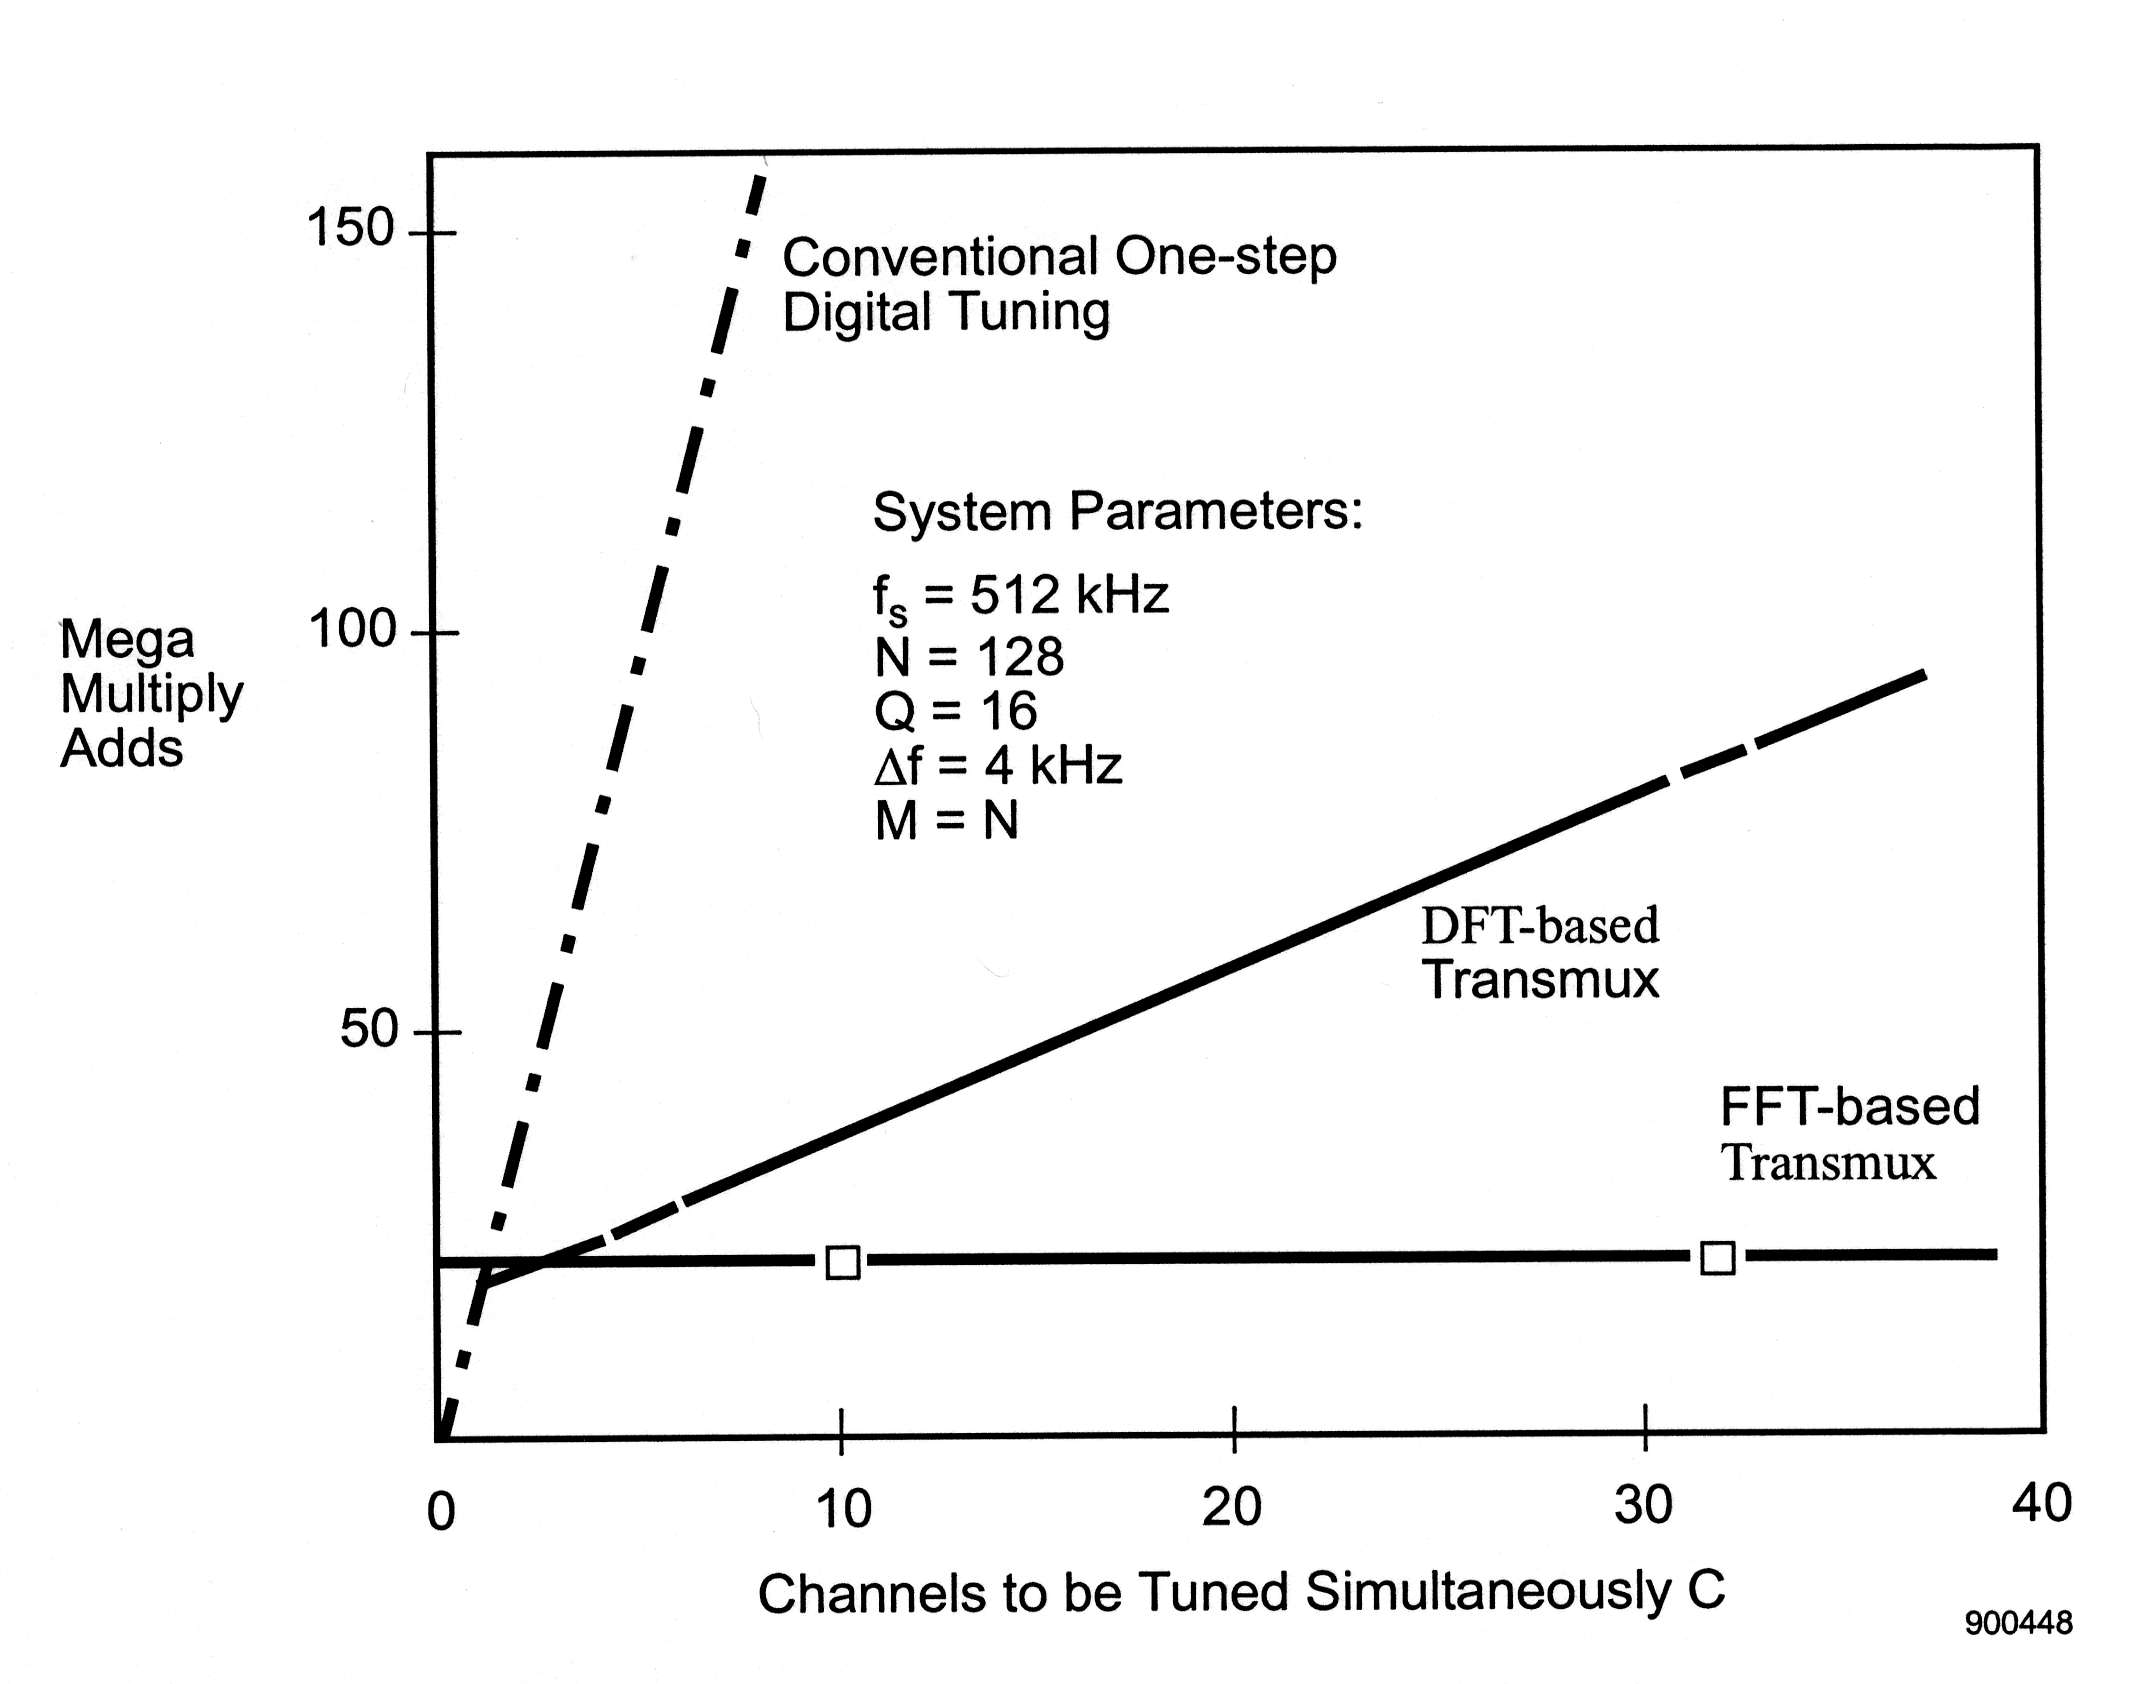 150
Conventional One-step
Digital Tuning
System Parameters:
fs = 512 kHz
N = 128
Q = 16
Δf = 4 kHz
M = N
100
Mega
Multiply
Adds
DFT-based
Transmux
50
FFT-based
Transmux
0 10 20 30 40
Channels to be Tuned Simultaneously C
900448